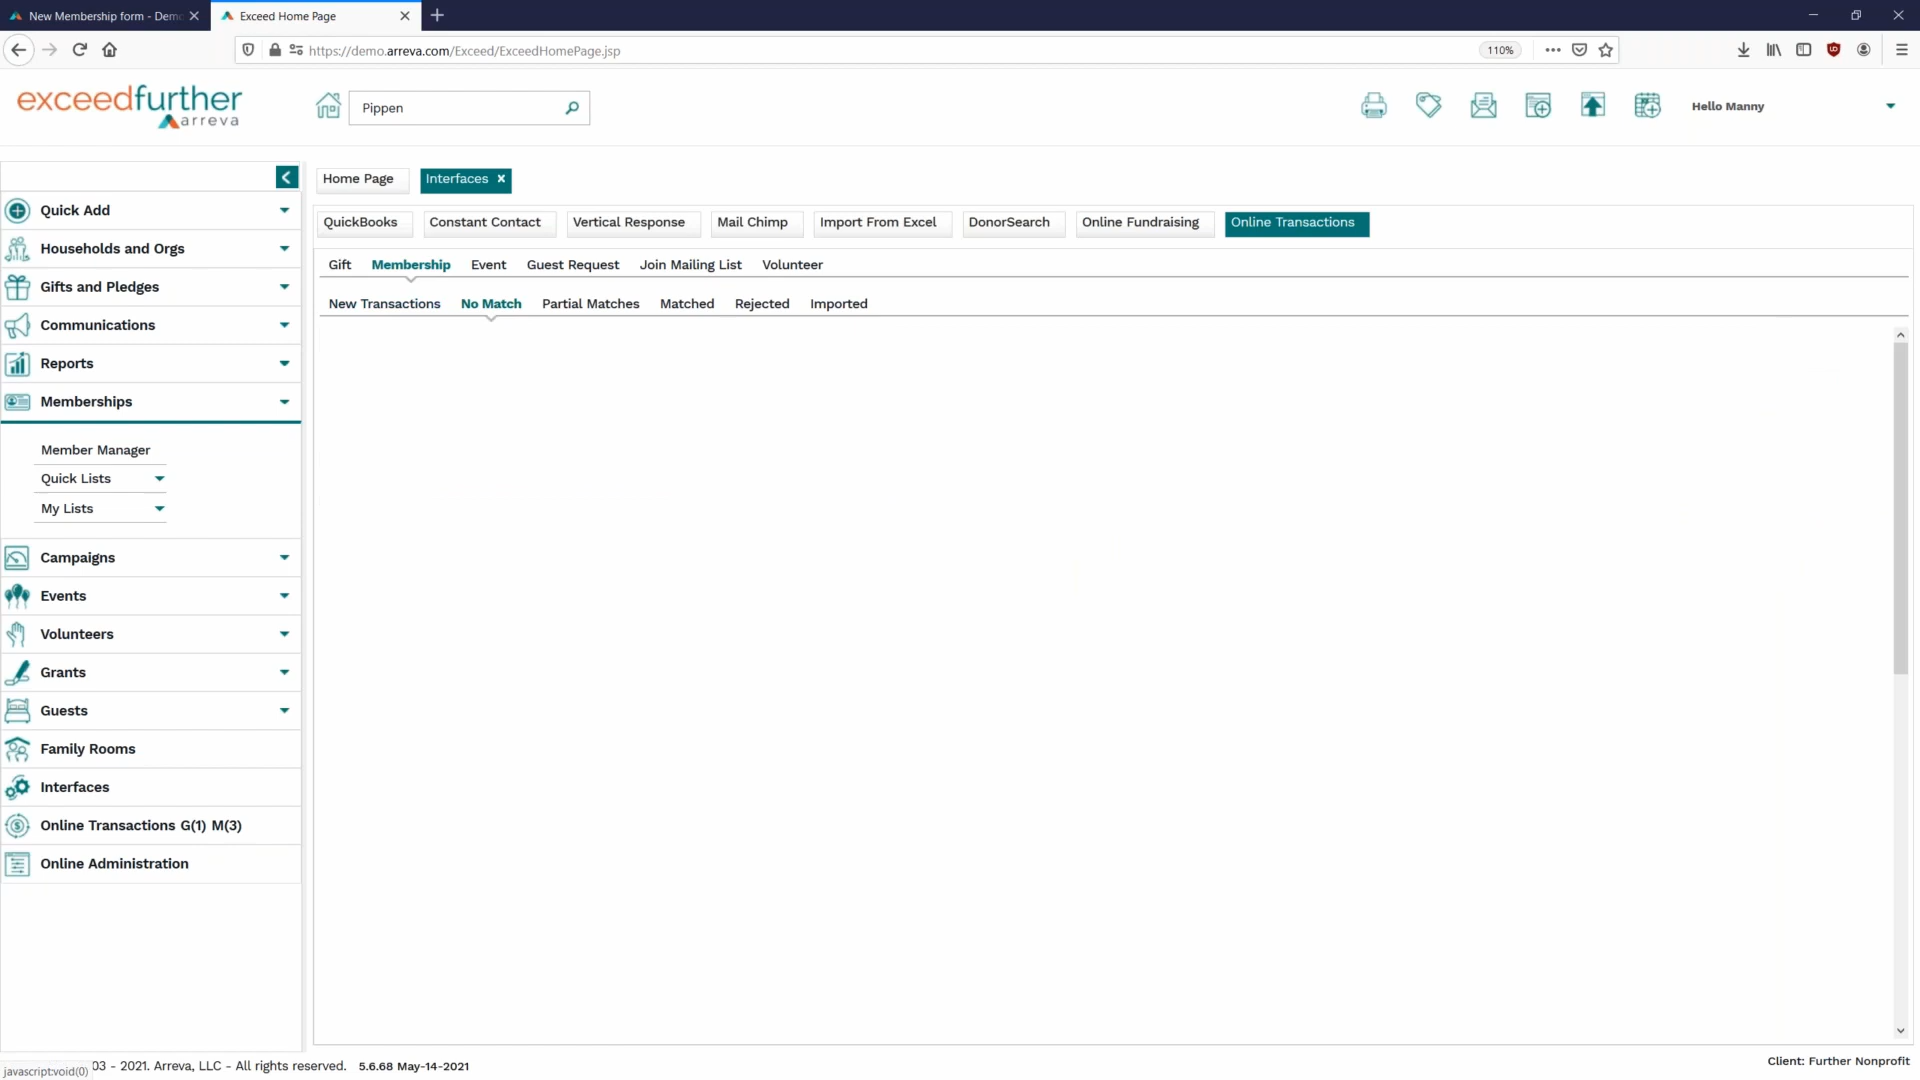 New Membership form - Demo
Exceed Home Page
https://demo.arreva.com/Exceed/ExceedHomePage.jsp
110%
exceedfurther
arreva
Pippen
Hello Manny
Home Page
Interfaces
QuickBooks
Constant Contact
Vertical Response
Mail Chimp
Import From Excel
DonorSearch
Online Fundraising
Online Transactions
Gift
Membership
Event
Guest Request
Join Mailing List
Volunteer
New Transactions
No Match
Partial Matches
Matched
Rejected
Imported
Quick Add
Households and Orgs
Gifts and Pledges
Communications
Reports
Memberships
Member Manager
Quick Lists
My Lists
Campaigns
Events
Volunteers
Grants
Guests
Family Rooms
Interfaces
Online Transactions G(1) M(3)
Online Administration
javascript:void(0)
03 - 2021. Arreva, LLC - All rights reserved. 5.6.68 May-14-2021
Client: Further Nonprofit